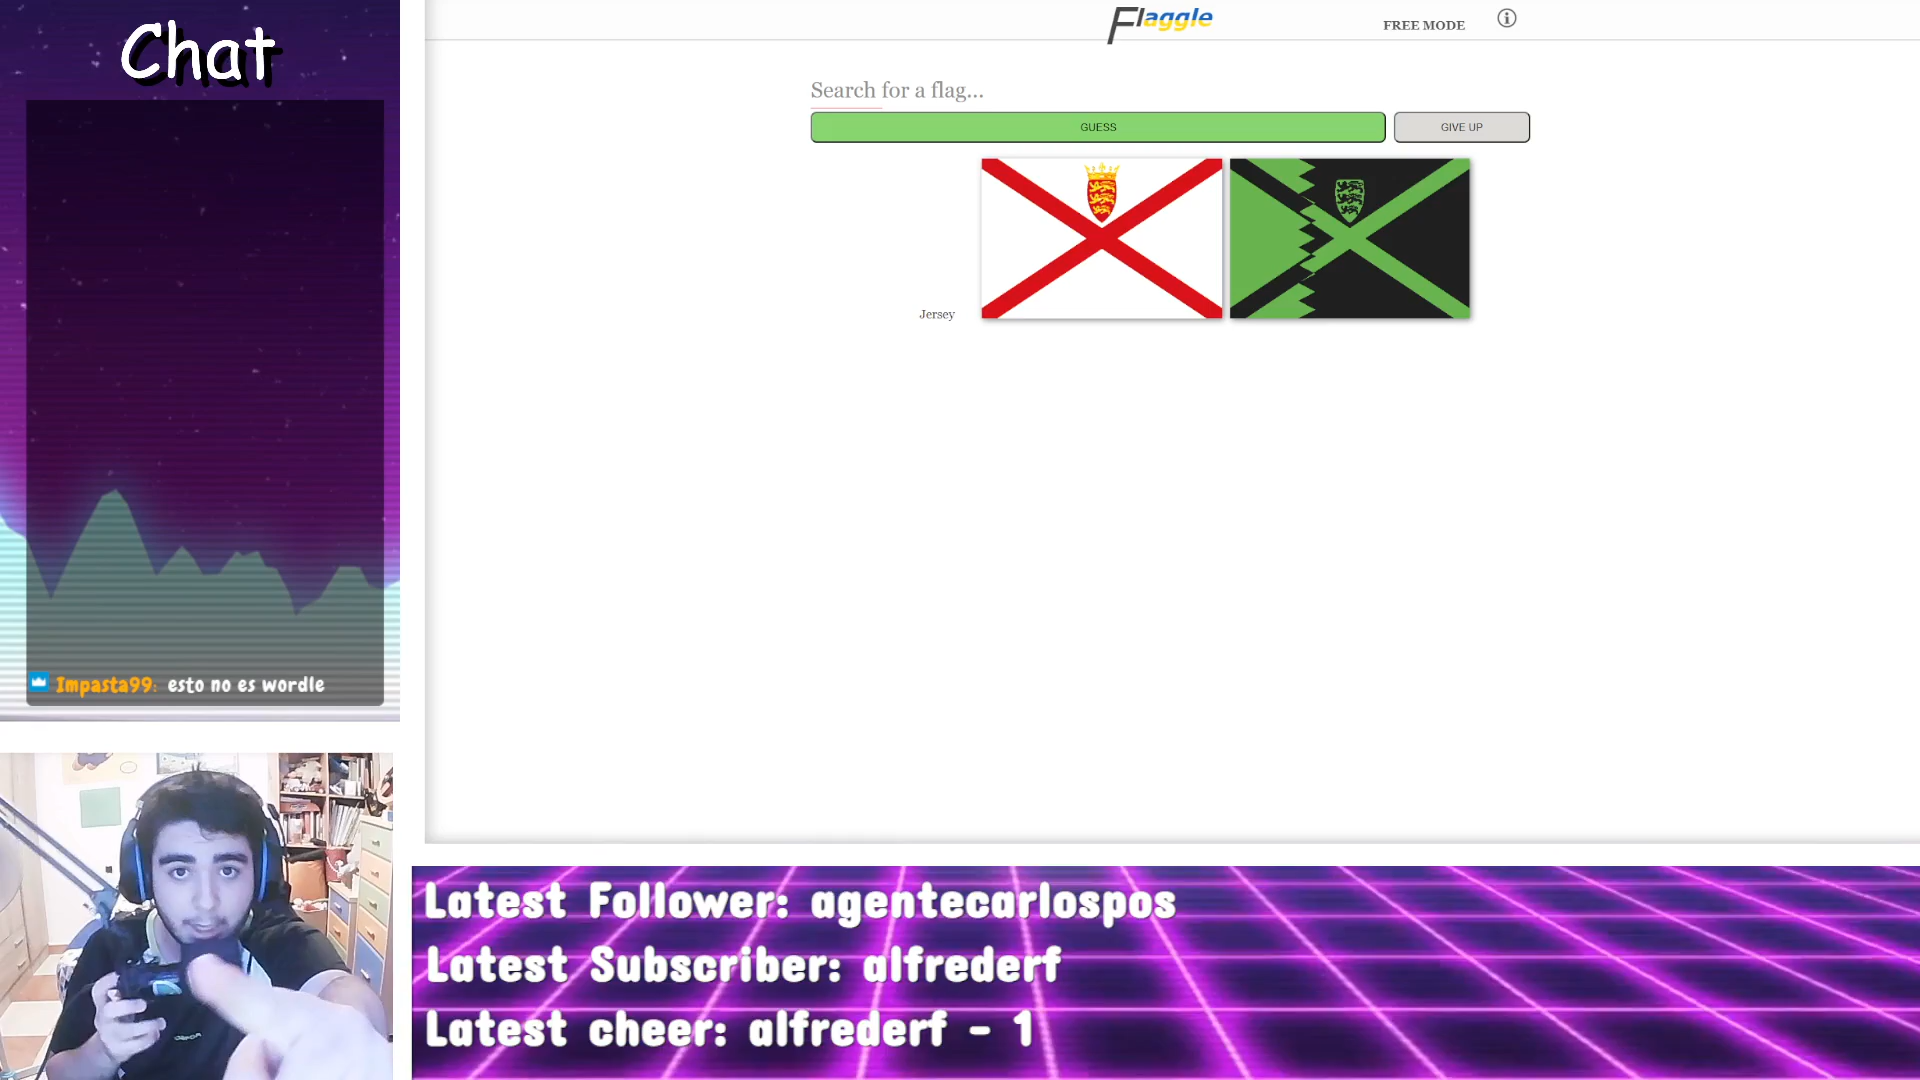 Chat
Flaggle
FREE MODE
Search for a flag...
GUESS
GIVE UP
Jersey
Impasta99: esto no es wordle
Latest Follower: agentecarlospos
Latest Subscriber: alfrederf
Latest cheer: alfrederf - 1